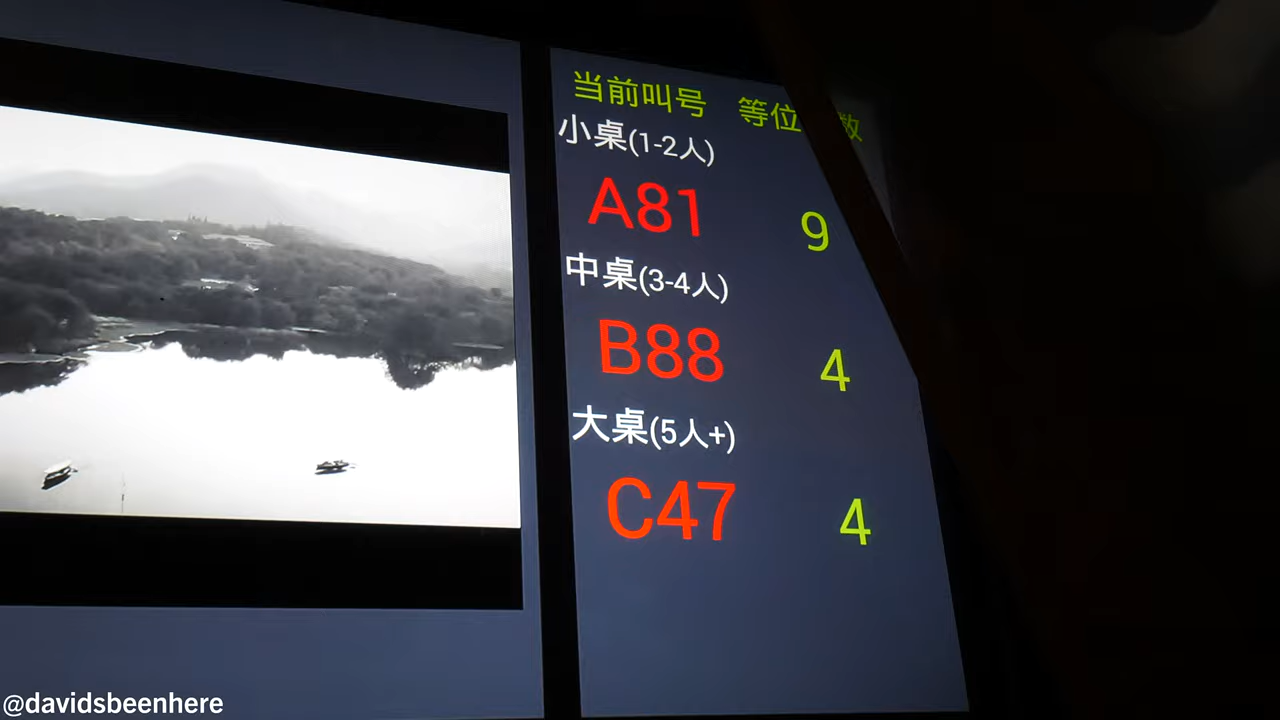 当前叫号 等位 数
小桌(1-2人)
A81 9
中桌(3-4人)
B88 4
大桌(5人+)
C47 4
@davidsbeenhere